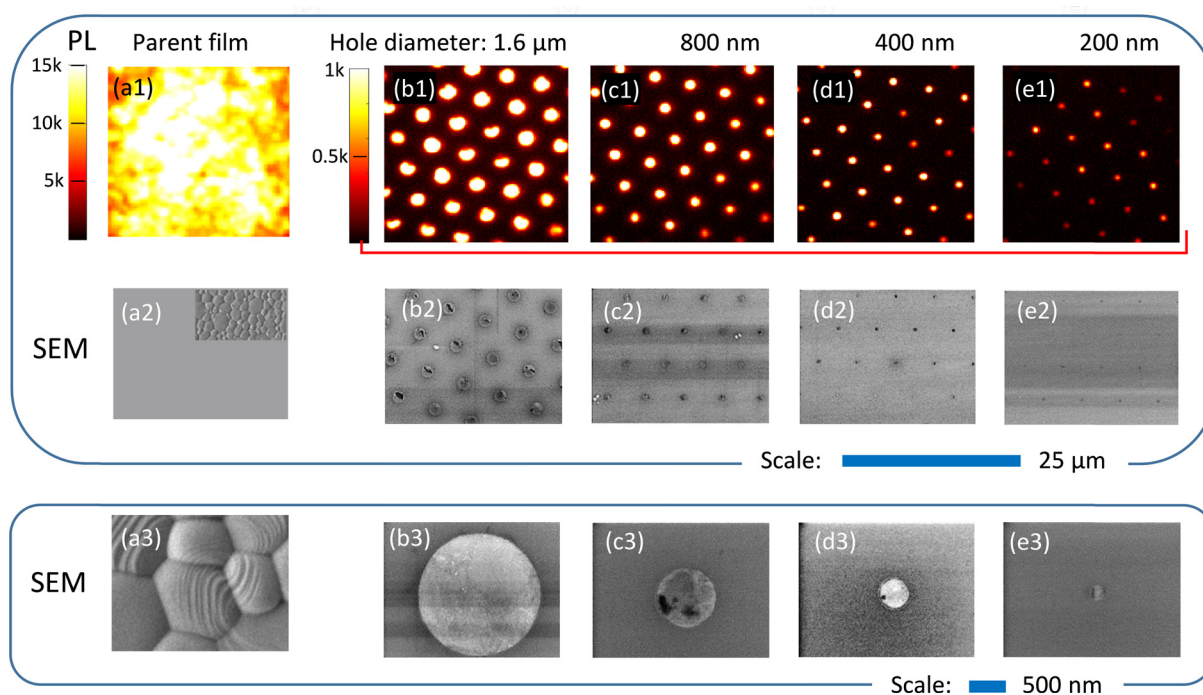 PL
Parent film
Hole diameter: 1.6 µm
800 nm
400 nm
200 nm
15k
10k
5k
1k
0.5k
(a1)
(b1)
(c1)
(d1)
(e1)
SEM
(a2)
(b2)
(c2)
(d2)
(e2)
Scale:
25 µm
SEM
(a3)
(b3)
(c3)
(d3)
(e3)
Scale:
500 nm